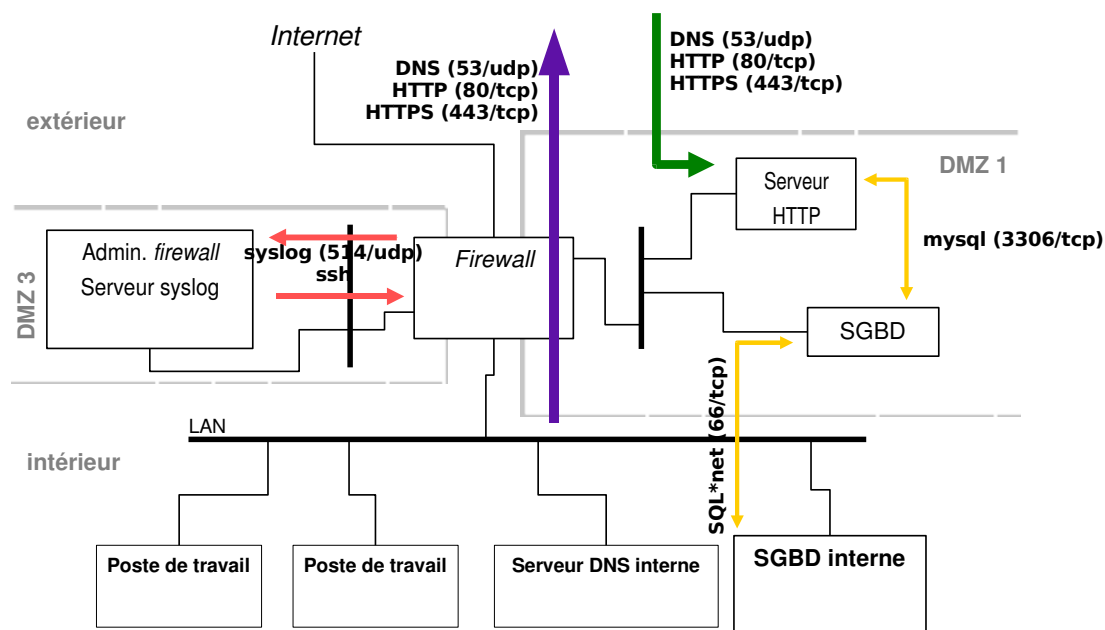 Internet
DNS (53/udp)
HTTP (80/tcp)
HTTPS (443/tcp)
DNS (53/udp)
HTTP (80/tcp)
HTTPS (443/tcp)
extérieur
DMZ 1
Serveur
HTTP
mysql (3306/tcp)
DMZ 3
Admin. firewall
Serveur syslog
syslog (514/udp)
ssh
Firewall
SGBD
SQL*net (66/tcp)
LAN
intérieur
Poste de travail
Poste de travail
Serveur DNS interne
SGBD interne